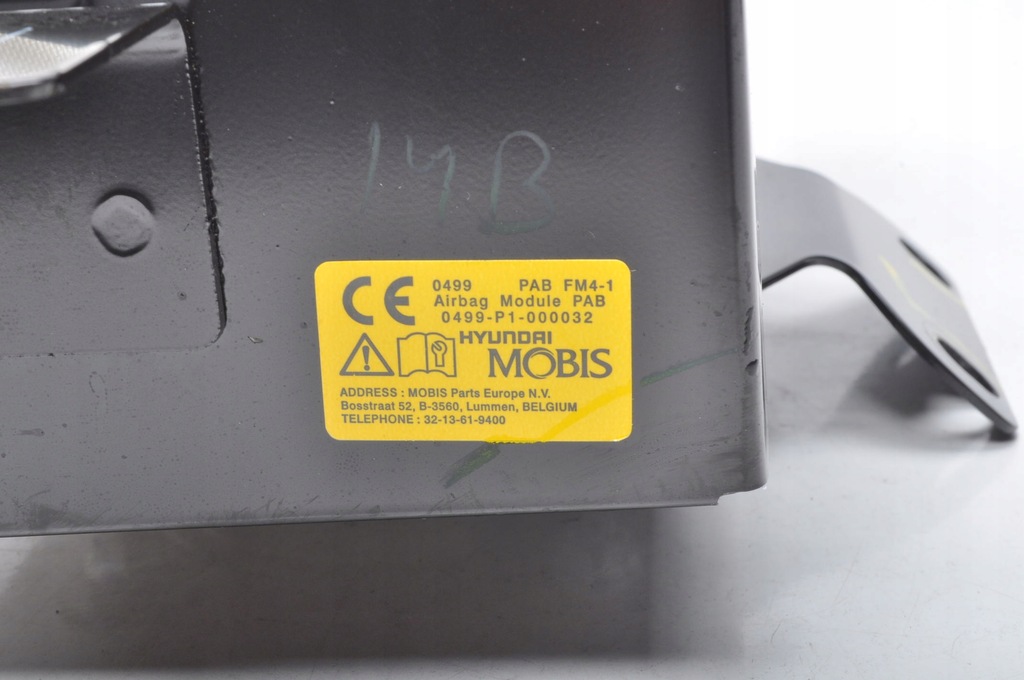 CE 0499 PAB FM4-1
Airbag Module PAB
0499-P1-000032
HYUNDAI
MOBIS
ADDRESS : MOBIS Parts Europe N.V.
Bosstraat 52, B-3560, Lummen, BELGIUM
TELEPHONE : 32-13-61-9400